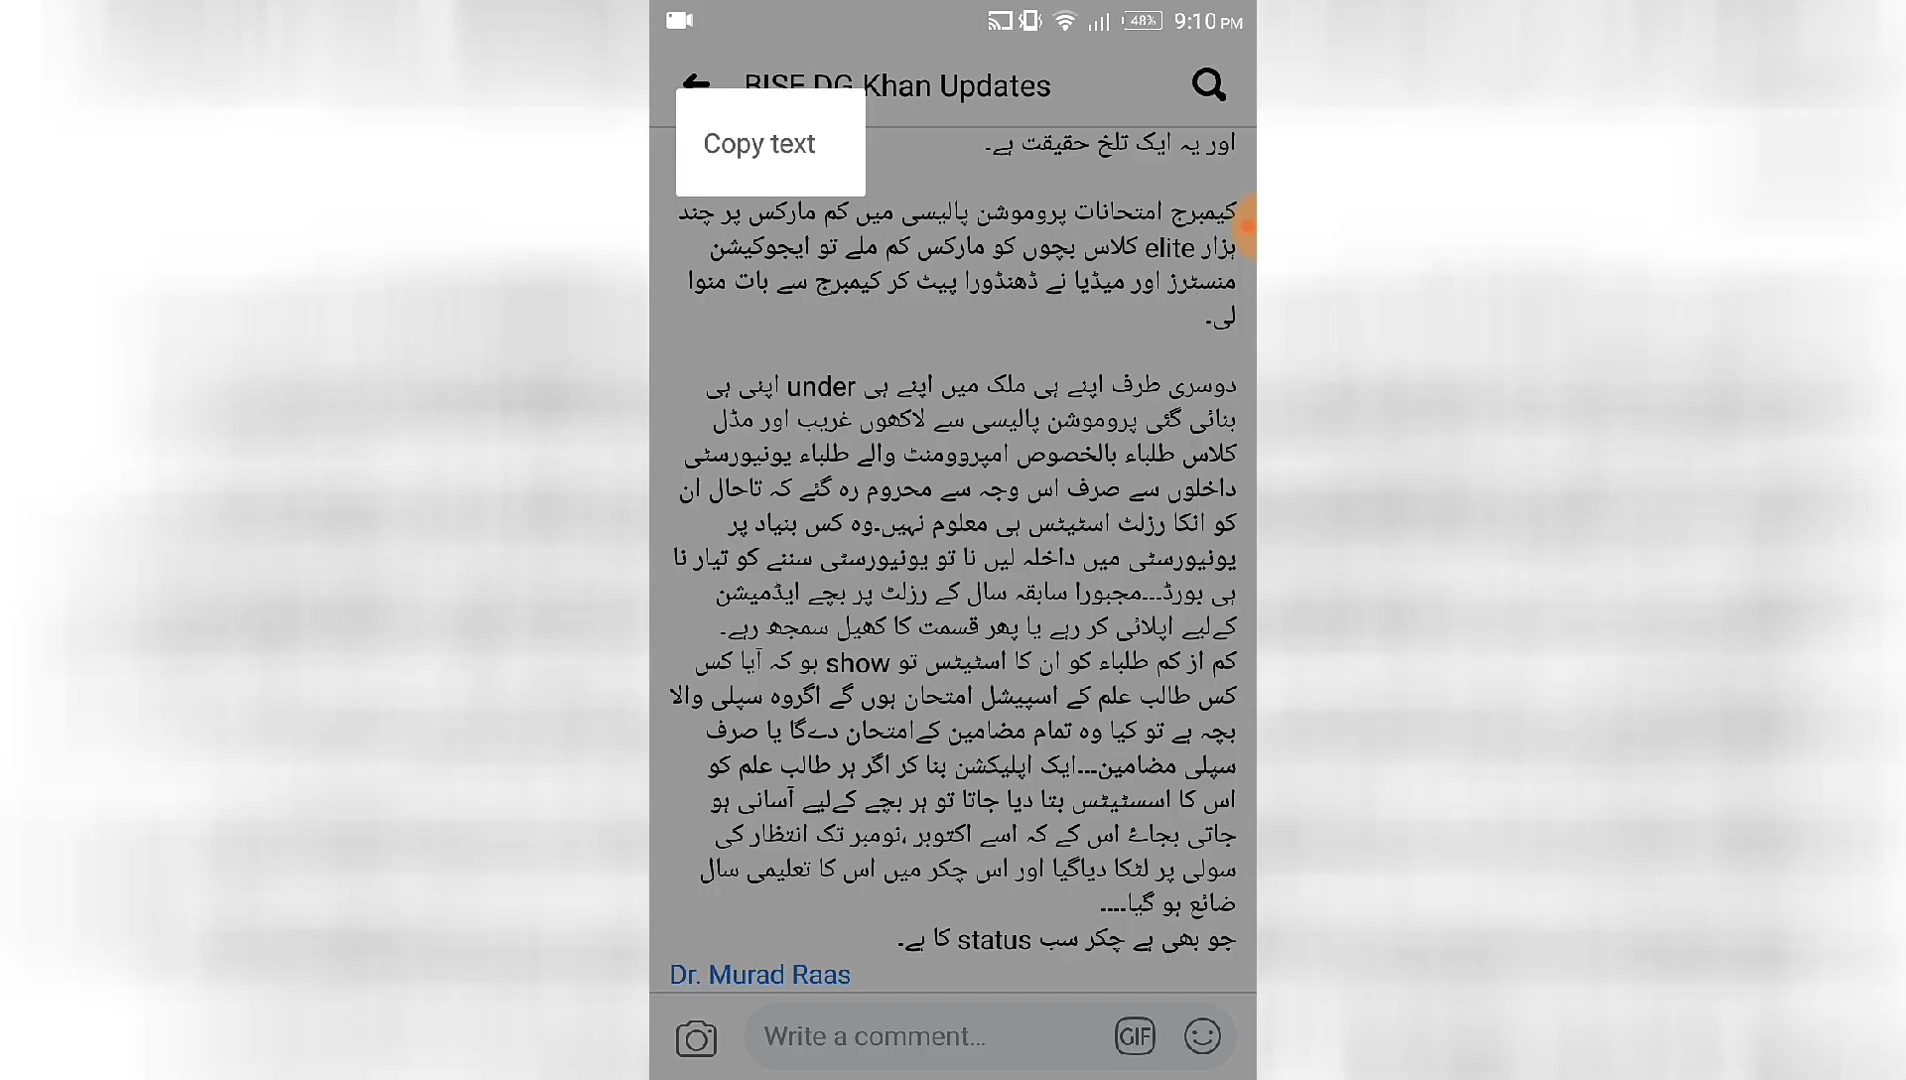 9:10 PM
48%
BISE DG Khan Updates
Copy text
اور یہ ایک تلخ حقیقت ہے۔
کیمبرج امتحانات پروموشن پالیسی میں کم مارکس پر چند
ہزار elite کلاس بچوں کو مارکس کم ملے تو ایجوکیشن
منسٹرز اور میڈیا نے ڈھنڈورا پیٹ کر کیمبرج سے بات منوا
لی۔
دوسری طرف اپنے ہی ملک میں اپنے ہی under اپنی ہی
بنائی گئی پروموشن پالیسی سے لاکھوں غریب اور مڈل
کلاس طلباء بالخصوص امپروومنٹ والے طلباء یونیورسٹی
داخلوں سے صرف اس وجہ سے محروم رہ گئے کہ تاحال ان
کو انکا رزلٹ اسٹیٹس ہی معلوم نہیں۔وہ کس بنیاد پر
یونیورسٹی میں داخلہ لیں نا تو یونیورسٹی سننے کو تیار نا
ہی بورڈ۔۔۔مجبورا سابقہ سال کے رزلٹ پر بچے ایڈمیشن
کےلیے اپلائی کر رہے یا پھر قسمت کا کھیل سمجھ رہے۔
کم از کم طلباء کو ان کا اسٹیٹس تو show ہو کہ آیا کس
کس طالب علم کے اسپیشل امتحان ہوں گے اگروہ سپلی والا
بچہ ہے تو کیا وہ تمام مضامین کےامتحان دےگا یا صرف
سپلی مضامین۔۔۔ایک اپلیکشن بنا کر اگر ہر طالب علم کو
اس کا اسسٹیٹس بتا دیا جاتا تو ہر بچے کےلیے آسانی ہو
جاتی بجاۓ اس کے کہ اسے اکتوبر ،نومبر تک انتظار کی
سولی پر لٹکا دیاگیا اور اس چکر میں اس کا تعلیمی سال
ضائع ہو گیا۔۔۔۔
جو بھی ہے چکر سب status کا ہے۔
Dr. Murad Raas
Write a comment...
GIF